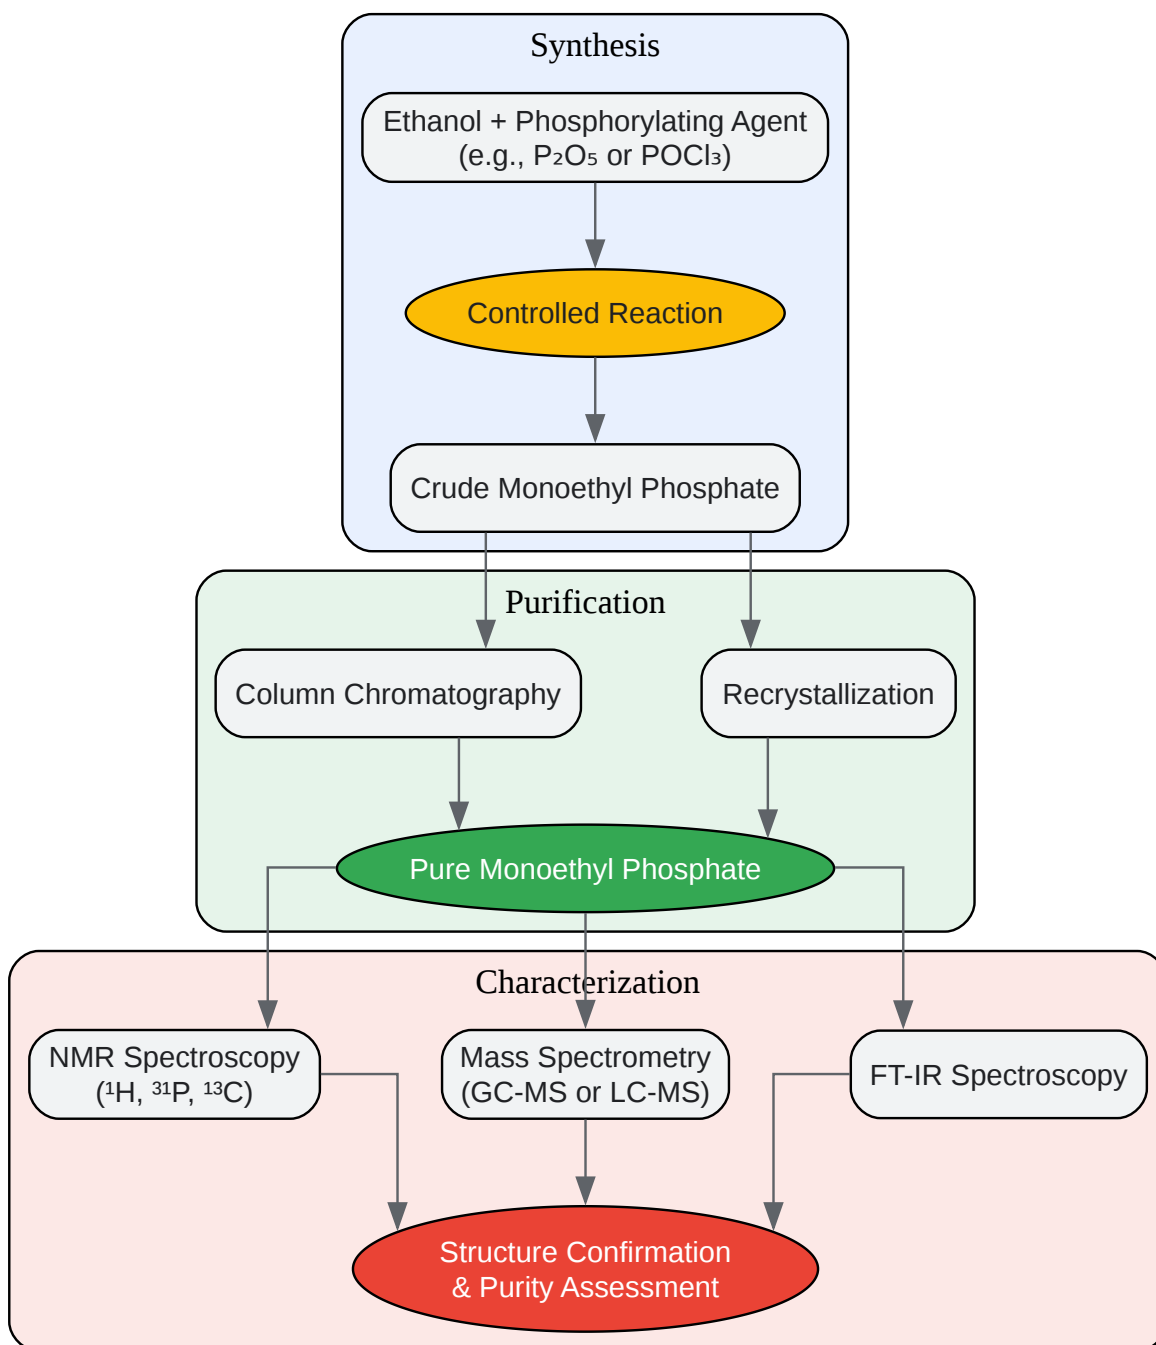 Synthesis
Ethanol + Phosphorylating Agent
(e.g., P₂O₅ or POCl₃)
Controlled Reaction
Crude Monoethyl Phosphate
Purification
Column Chromatography
Recrystallization
Pure Monoethyl Phosphate
Characterization
NMR Spectroscopy
(¹H, ³¹P, ¹³C)
Mass Spectrometry
(GC-MS or LC-MS)
FT-IR Spectroscopy
Structure Confirmation
& Purity Assessment